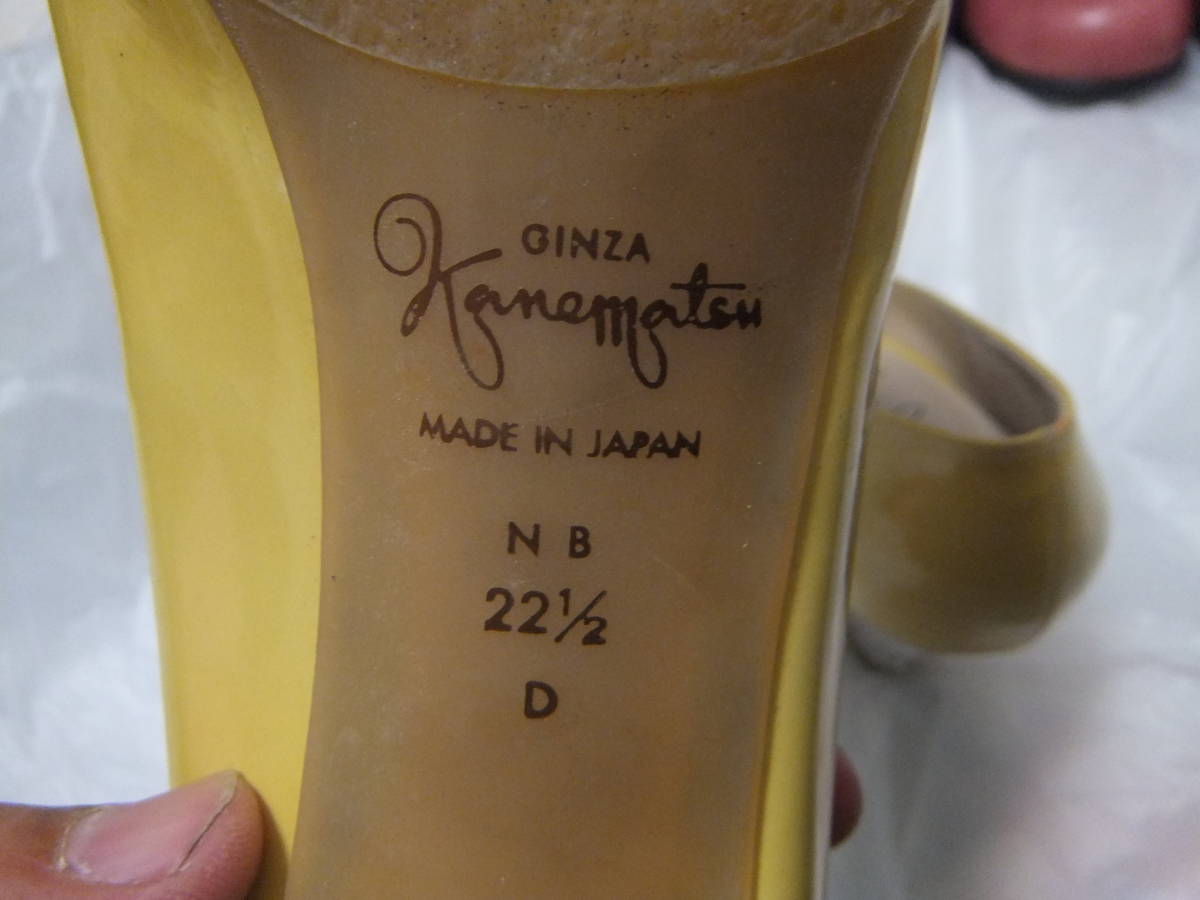 GINZA
Kanematsu
MADE IN JAPAN
N B
22½
D